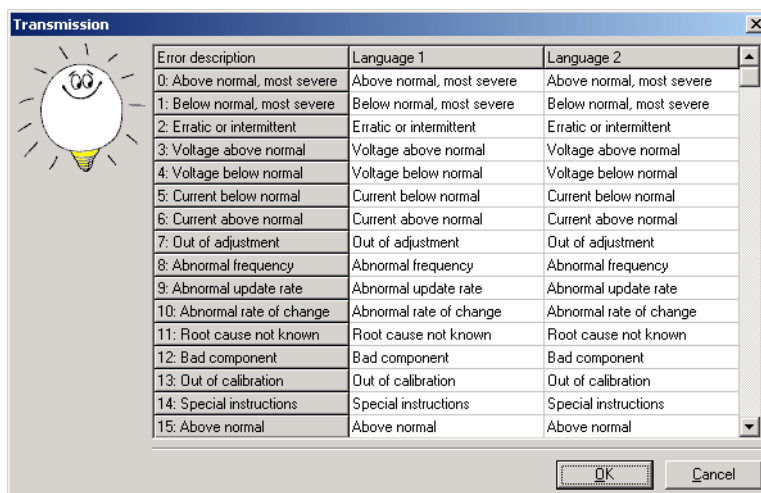 Transmission
Error description Language 1 Language 2
0: Above normal, most severe Above normal, most severe Above normal, most severe
1: Below normal, most severe Below normal, most severe Below normal, most severe
2: Erratic or intermittent Erratic or intermittent Erratic or intermittent
3: Voltage above normal Voltage above normal Voltage above normal
4: Voltage below normal Voltage below normal Voltage below normal
5: Current below normal Current below normal Current below normal
6: Current above normal Current above normal Current above normal
7: Out of adjustment Out of adjustment Out of adjustment
8: Abnormal frequency Abnormal frequency Abnormal frequency
9: Abnormal update rate Abnormal update rate Abnormal update rate
10: Abnormal rate of change Abnormal rate of change Abnormal rate of change
11: Root cause not known Root cause not known Root cause not known
12: Bad component Bad component Bad component
13: Out of calibration Out of calibration Out of calibration
14: Special instructions Special instructions Special instructions
15: Above normal Above normal Above normal
OK Cancel